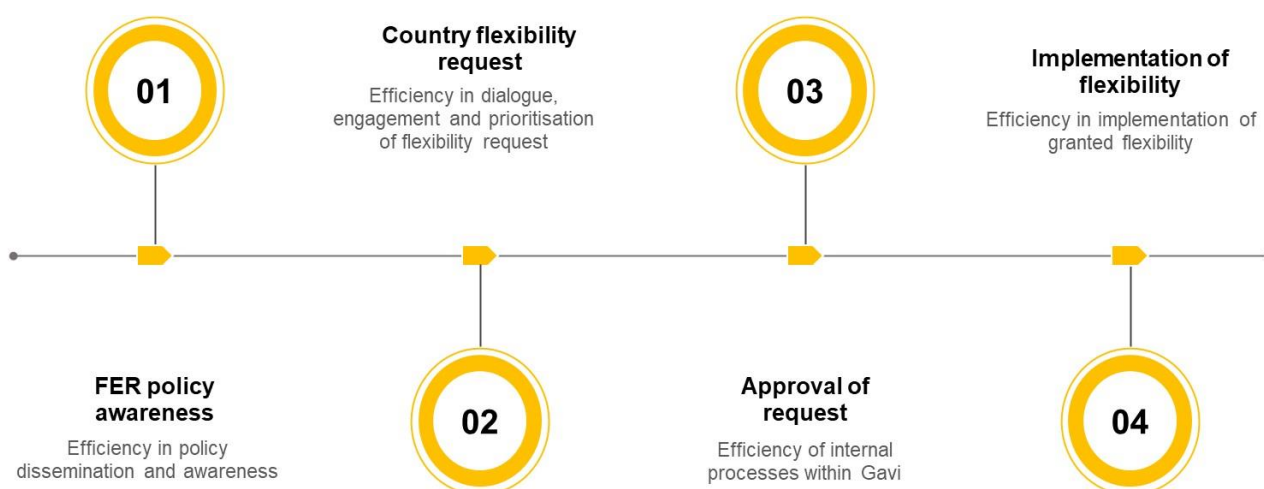 01
FER policy
awareness
Efficiency in policy
dissemination and awareness
Country flexibility
request
Efficiency in dialogue,
engagement and prioritisation
of flexibility request
02
03
Approval of
request
Efficiency of internal
processes within Gavi
Implementation of
flexibility
Efficiency in implementation of
granted flexibility
04